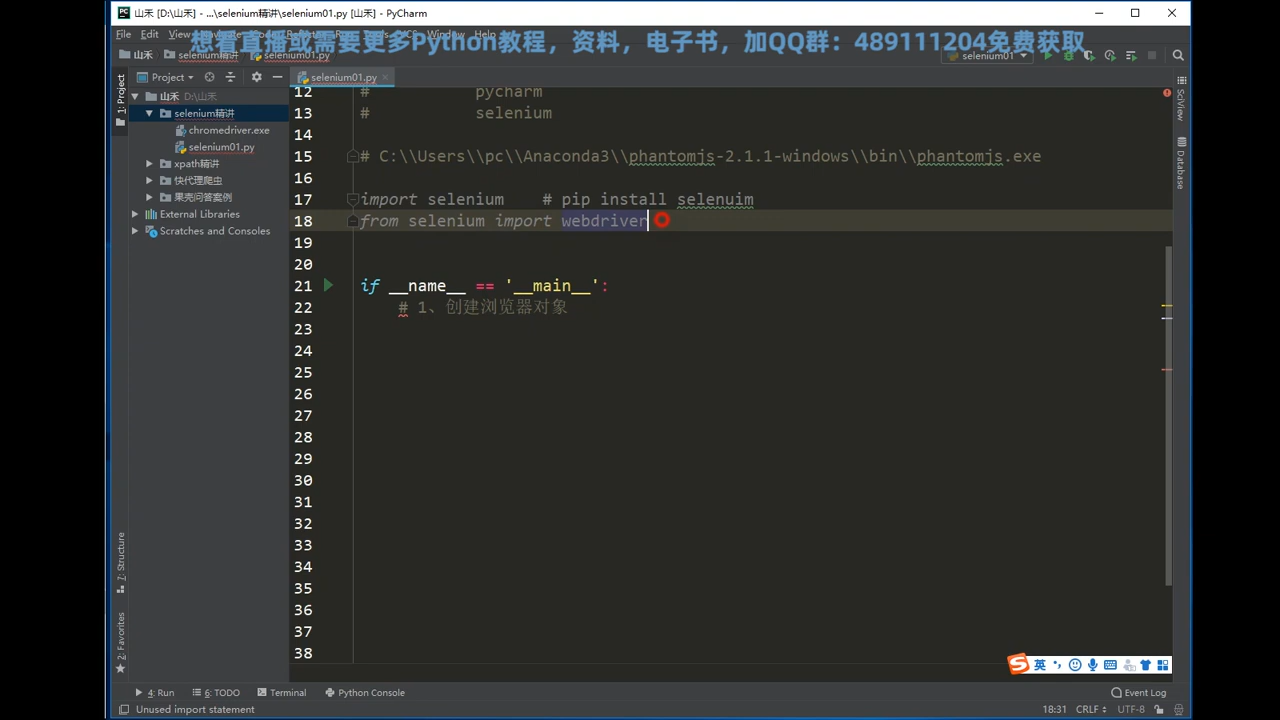 山禾 [D:\山禾] - ...\selenium精讲\selenium01.py [山禾] - PyCharm
File Edit View
Help
想看直播或需要更多Python教程，资料，电子书，加QQ群：489111204免费获取
山禾 selenium精讲 selenium01.py
selenium01
1: Project
Project
selenium01.py
山禾 D:\山禾
selenium精讲
chromedriver.exe
selenium01.py
xpath精讲
快代理爬虫
果壳问答案例
External Libraries
Scratches and Consoles
12 # pycharm
13 # selenium
14
15 # C:\\Users\\pc\\Anaconda3\\phantomjs-2.1.1-windows\\bin\\phantomjs.exe
16
17 import selenium # pip install selenuim
18 from selenium import webdriver
19
20
21 if __name__ == '__main__':
22 # 1、创建浏览器对象
23
24
25
26
27
28
29
30
31
32
33
34
35
36
37
38
SciView
Database
7: Structure
2: Favorites
英
4: Run 6: TODO Terminal Python Console Event Log
Unused import statement 18:31 CRLF UTF-8